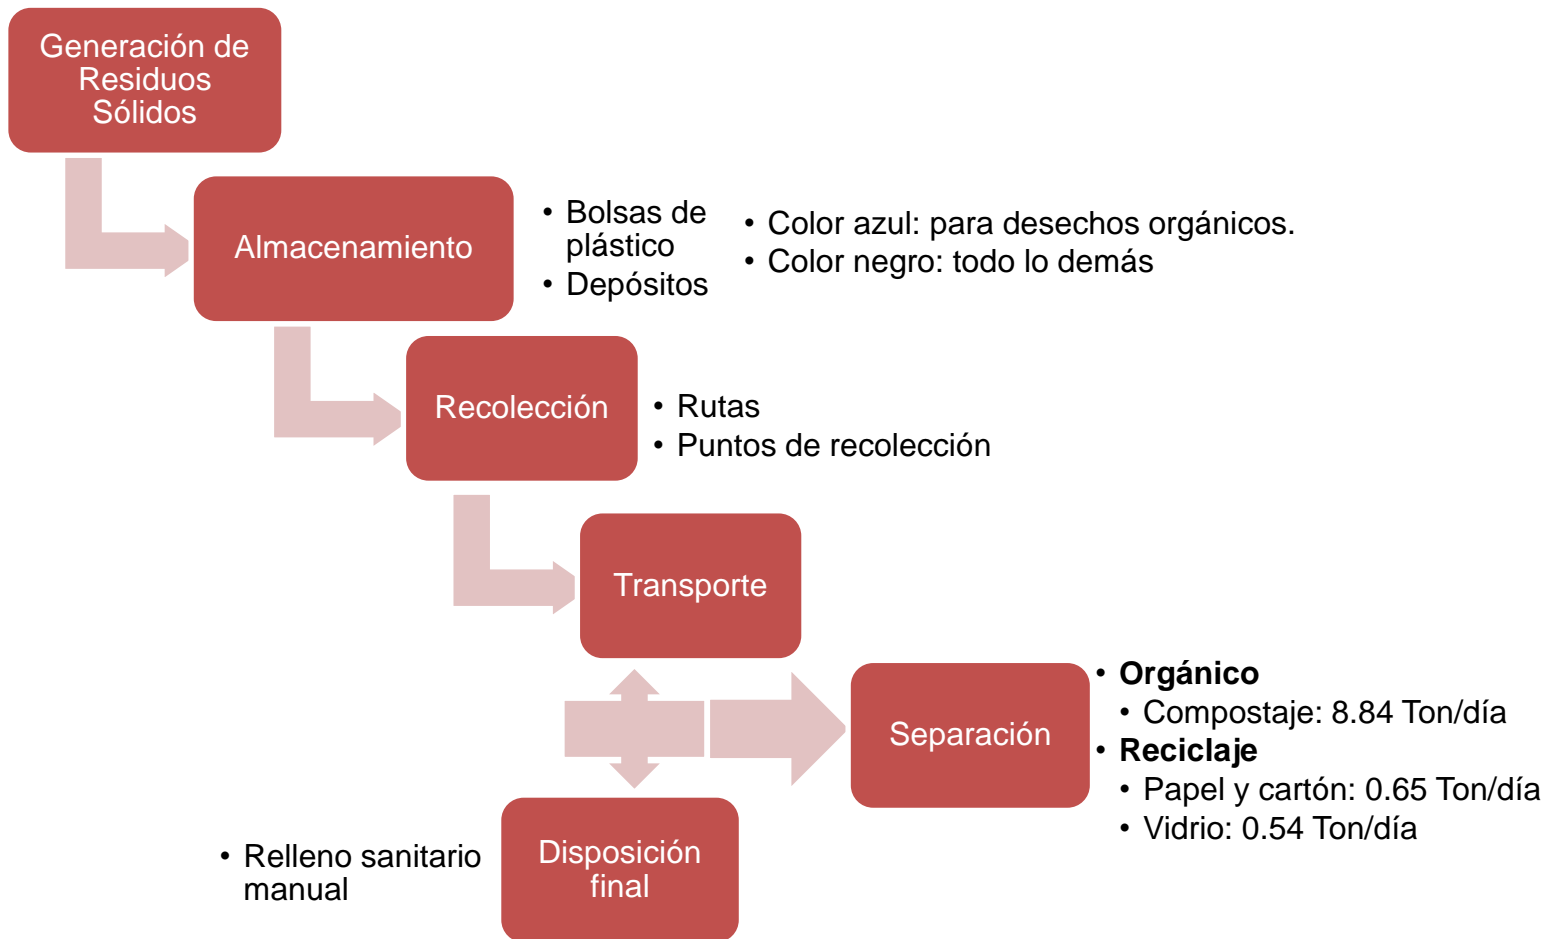 Generación de
Residuos
Sólidos
Almacenamiento
• Bolsas de
plástico
• Depósitos
• Color azul: para desechos orgánicos.
• Color negro: todo lo demás
Recolección
• Rutas
• Puntos de recolección
Transporte
Separación
• Orgánico
• Compostaje: 8.84 Ton/día
• Reciclaje
• Papel y cartón: 0.65 Ton/día
• Vidrio: 0.54 Ton/día
• Relleno sanitario
manual
Disposición
final